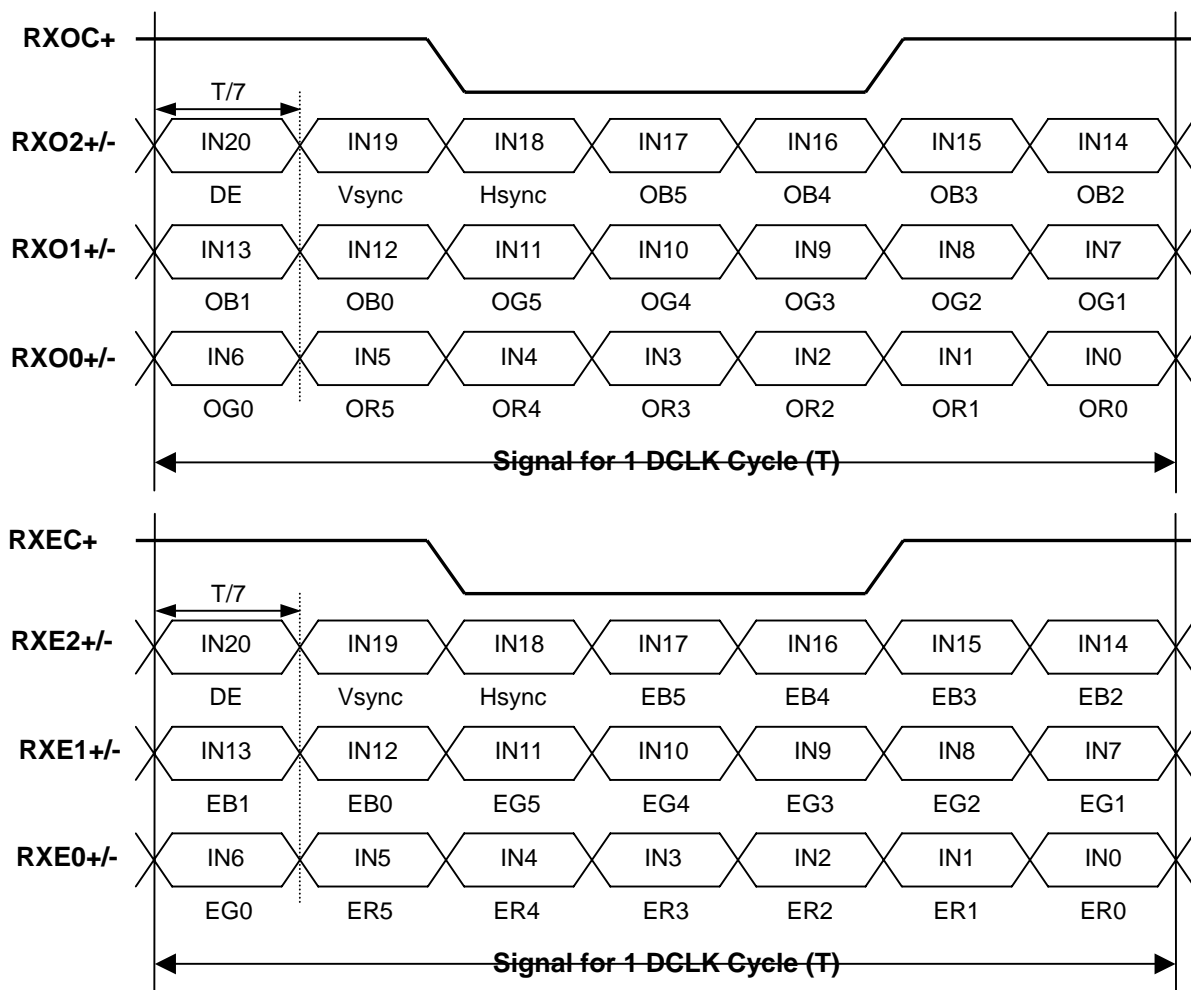 RXOC+
T/7
RXO2+/- IN20 IN19 IN18 IN17 IN16 IN15 IN14
DE Vsync Hsync OB5 OB4 OB3 OB2
RXO1+/- IN13 IN12 IN11 IN10 IN9 IN8 IN7
OB1 OB0 OG5 OG4 OG3 OG2 OG1
RXO0+/- IN6 IN5 IN4 IN3 IN2 IN1 IN0
OG0 OR5 OR4 OR3 OR2 OR1 OR0
Signal for 1 DCLK Cycle (T)
RXEC+
T/7
RXE2+/- IN20 IN19 IN18 IN17 IN16 IN15 IN14
DE Vsync Hsync EB5 EB4 EB3 EB2
RXE1+/- IN13 IN12 IN11 IN10 IN9 IN8 IN7
EB1 EB0 EG5 EG4 EG3 EG2 EG1
RXE0+/- IN6 IN5 IN4 IN3 IN2 IN1 IN0
EG0 ER5 ER4 ER3 ER2 ER1 ER0
Signal for 1 DCLK Cycle (T)